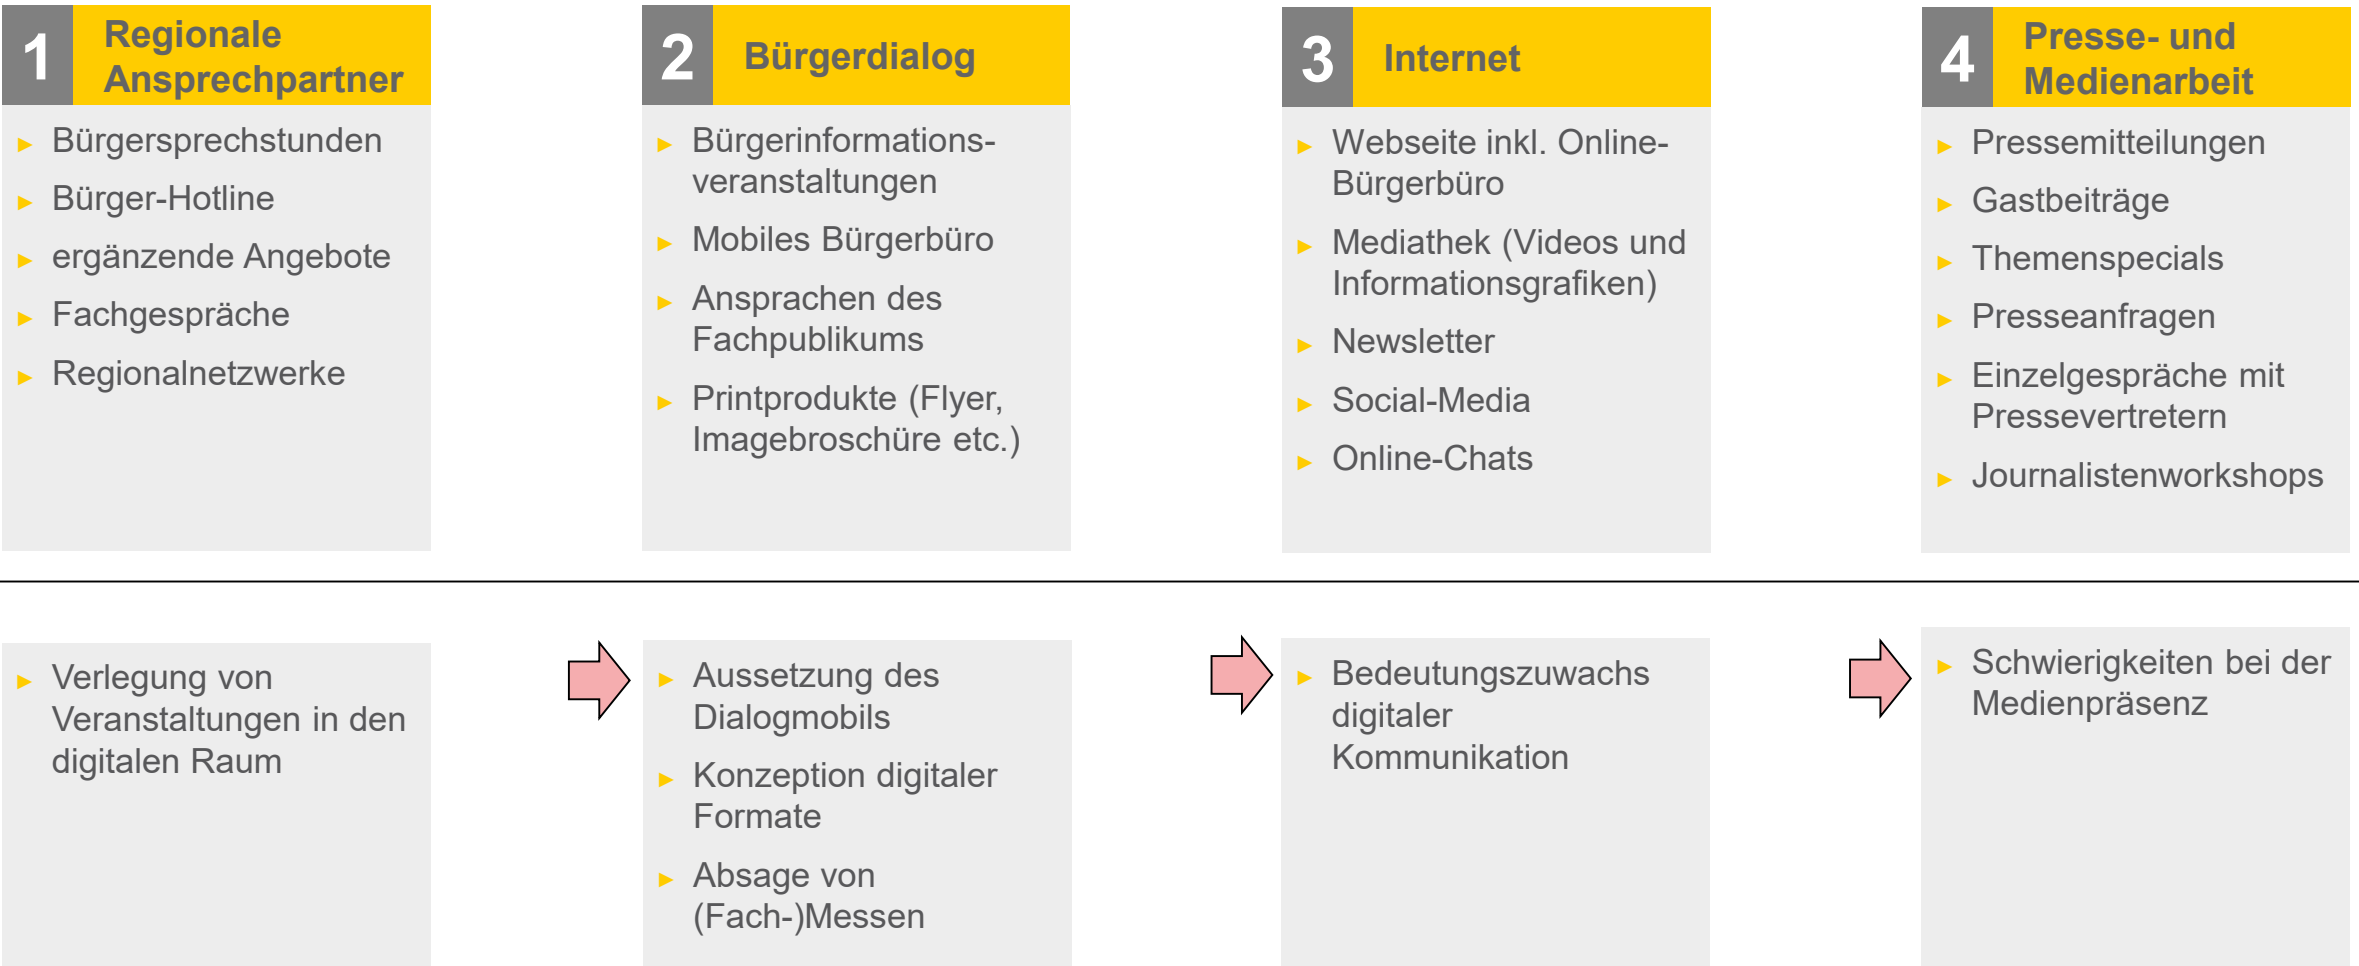 1
Regionale
Ansprechpartner
► Bürgersprechstunden
► Bürger-Hotline
► ergänzende Angebote
► Fachgespräche
► Regionalnetzwerke
2
Bürgerdialog
► Bürgerinformations-
veranstaltungen
► Mobiles Bürgerbüro
► Ansprachen des
Fachpublikums
► Printprodukte (Flyer,
Imagebroschüre etc.)
3
Internet
► Webseite inkl. Online-
Bürgerbüro
► Mediathek (Videos und
Informationsgrafiken)
► Newsletter
► Social-Media
► Online-Chats
4
Presse- und
Medienarbeit
► Pressemitteilungen
► Gastbeiträge
► Themenspecials
► Presseanfragen
► Einzelgespräche mit
Pressevertretern
► Journalistenworkshops
► Verlegung von
Veranstaltungen in den
digitalen Raum
► Aussetzung des
Dialogmobils
► Konzeption digitaler
Formate
► Absage von
(Fach-)Messen
► Bedeutungszuwachs
digitaler
Kommunikation
► Schwierigkeiten bei der
Medienpräsenz